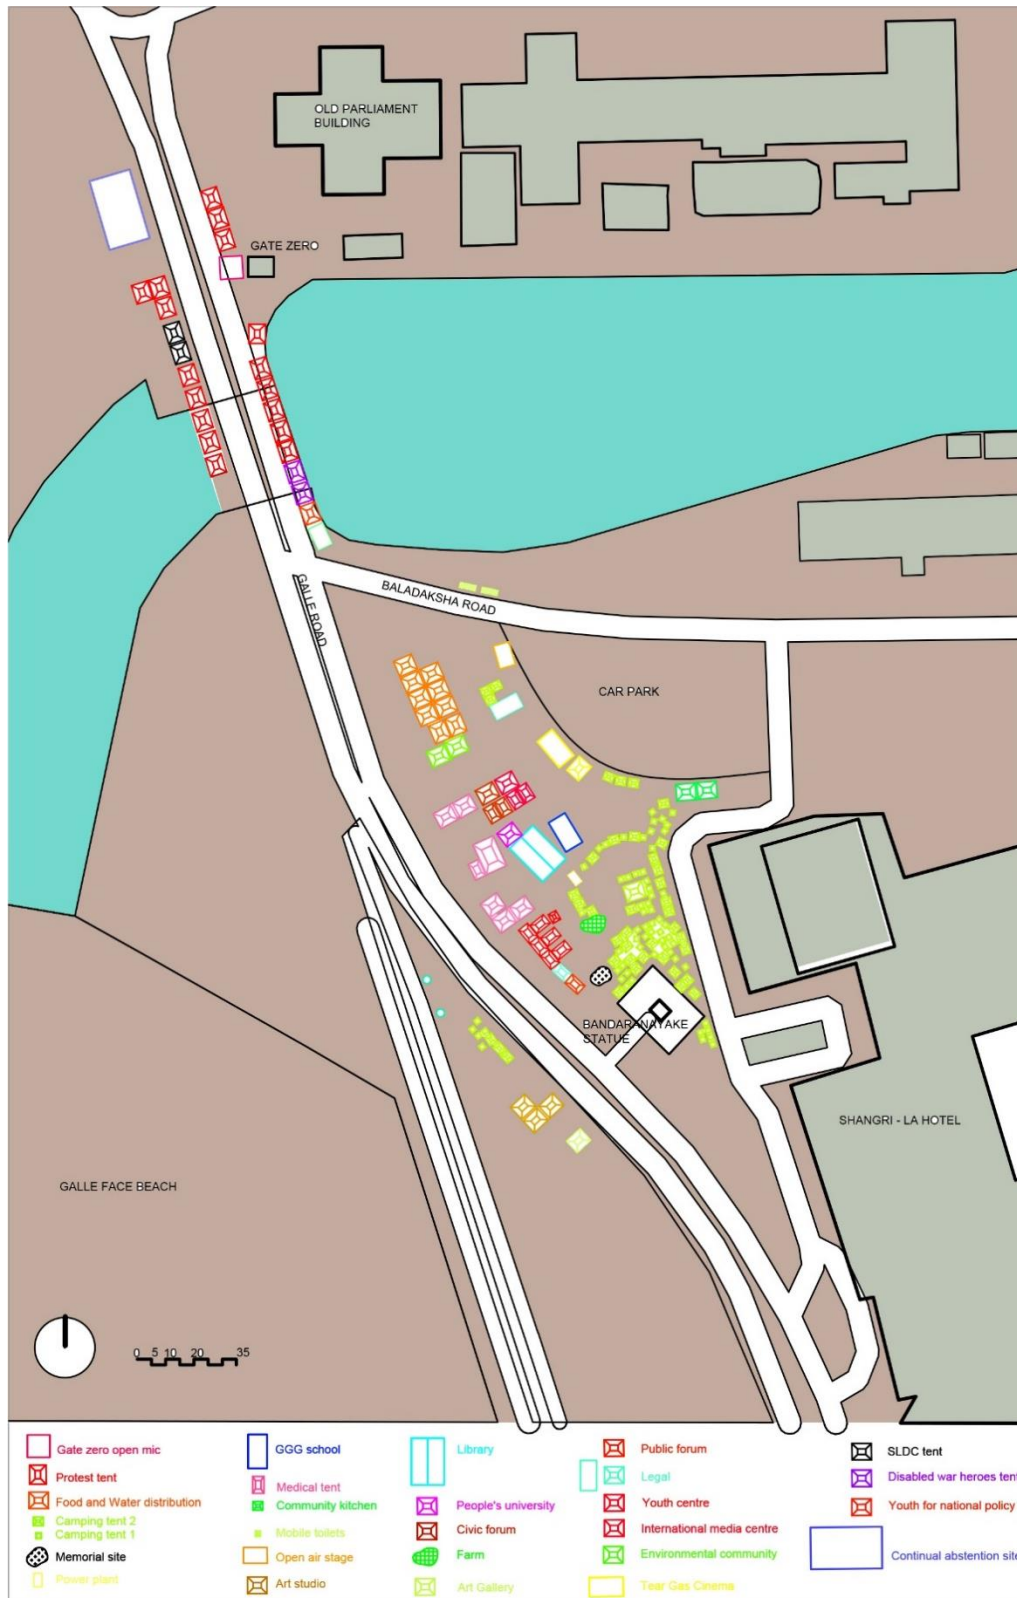 OLD PARLIAMENT
BUILDING
GATE ZERO
BALADAKSHA ROAD
GALLE ROAD
CAR PARK
BANDARANAYAKE
STATUE
SHANGRI - LA HOTEL
GALLE FACE BEACH
0 5 10 20 35
Gate zero open mic
Protest tent
Food and Water distribution
Camping tent 2
Camping tent 1
Memorial site
Power plant
GGG school
Medical tent
Community kitchen
Mobile toilets
Open air stage
Art studio
Library
People's university
Civic forum
Farm
Art Gallery
Public forum
Legal
Youth centre
International media centre
Environmental community
Tear Gas Cinema
SLDC tent
Disabled war heroes tent
Youth for national policy
Continual abstention site